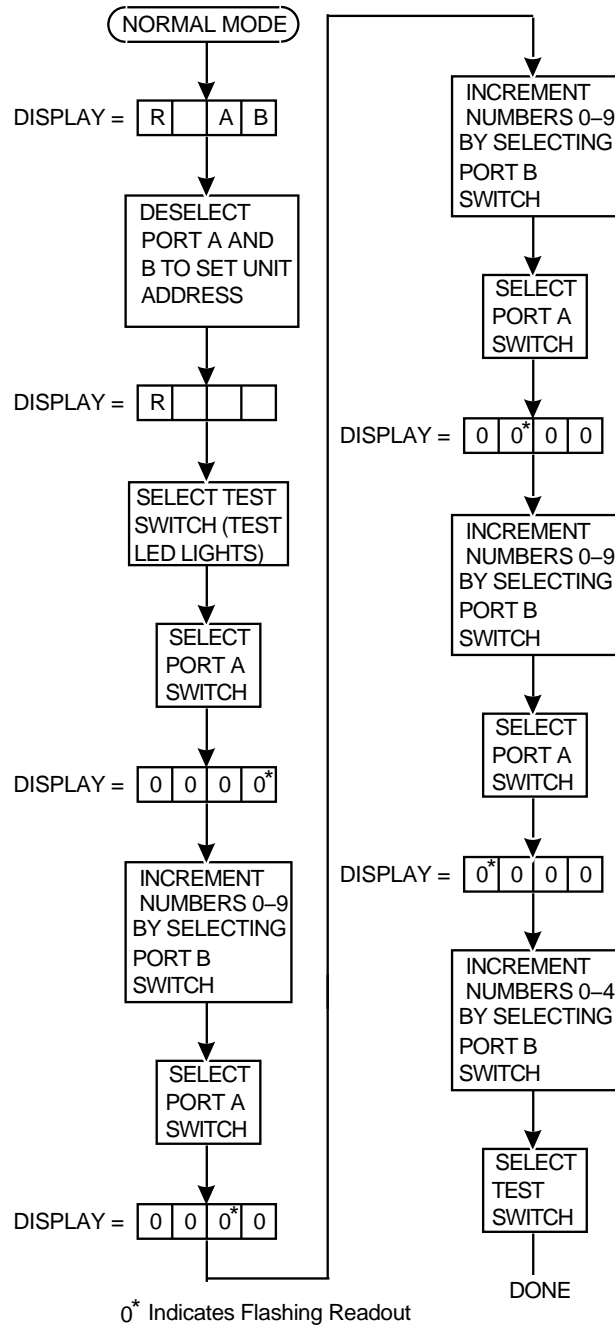 NORMAL MODE
DISPLAY = R A B
DESELECT
PORT A AND
B TO SET UNIT
ADDRESS
DISPLAY = R
SELECT TEST
SWITCH (TEST
LED LIGHTS)
SELECT
PORT A
SWITCH
DISPLAY = 0 0 0 0*
INCREMENT
NUMBERS 0–9
BY SELECTING
PORT B
SWITCH
SELECT
PORT A
SWITCH
DISPLAY = 0 0 0* 0
INCREMENT
NUMBERS 0–9
BY SELECTING
PORT B
SWITCH
SELECT
PORT A
SWITCH
DISPLAY = 0 0* 0 0
INCREMENT
NUMBERS 0–9
BY SELECTING
PORT B
SWITCH
SELECT
PORT A
SWITCH
DISPLAY = 0* 0 0 0
INCREMENT
NUMBERS 0–4
BY SELECTING
PORT B
SWITCH
SELECT
TEST
SWITCH
DONE
0* Indicates Flashing Readout